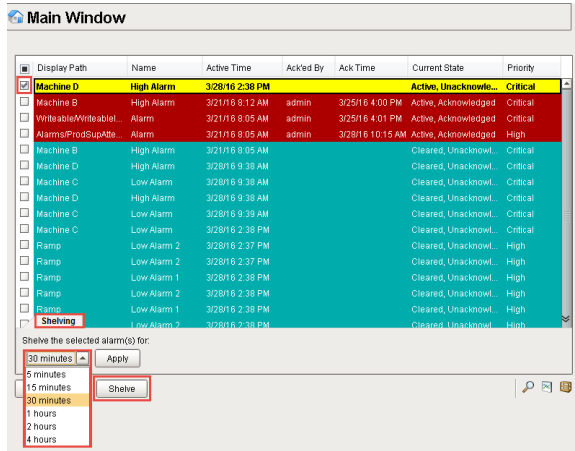 Main Window
Display Path Name Active Time Ack'ed By Ack Time Current State Priority
Machine D High Alarm 3/28/16 2:38 PM Active, Unacknowle... Critical
Machine B High Alarm 3/21/16 8:12 AM admin 3/25/16 4:00 PM Active, Acknowledged Critical
Writeable/Writeablel... Alarm 3/21/16 8:05 AM admin 3/25/16 4:01 PM Active, Acknowledged Critical
Alarms/ProdSupAtte... Alarm 3/21/16 8:05 AM admin 3/28/16 10:15 AM Active, Acknowledged High
Machine B High Alarm 3/21/16 8:05 AM Cleared, Unacknowl... Critical
Machine D High Alarm 3/28/16 9:38 AM Cleared, Unacknowl... Critical
Machine C Low Alarm 3/28/16 9:38 AM Cleared, Unacknowl... Critical
Machine D High Alarm 3/28/16 9:38 AM Cleared, Unacknowl... Critical
Machine C Low Alarm 3/28/16 9:39 AM Cleared, Unacknowl... Critical
Machine C Low Alarm 3/28/16 2:38 PM Cleared, Unacknowl... Critical
Ramp Low Alarm 2 3/28/16 2:37 PM Cleared, Unacknowl... High
Ramp Low Alarm 2 3/28/16 2:37 PM Cleared, Unacknowl... High
Ramp Low Alarm 1 3/28/16 2:38 PM Cleared, Unacknowl... High
Ramp Low Alarm 2 3/28/16 2:38 PM Cleared, Unacknowl... High
Ramp Low Alarm 1 3/28/16 2:38 PM Cleared, Unacknowl... High
Shelving Low Alarm 2 3/28/16 2:38 PM Cleared, Unacknowl... High
Shelve the selected alarm(s) for:
30 minutes Apply
5 minutes
15 minutes Shelve
30 minutes
1 hours
2 hours
4 hours